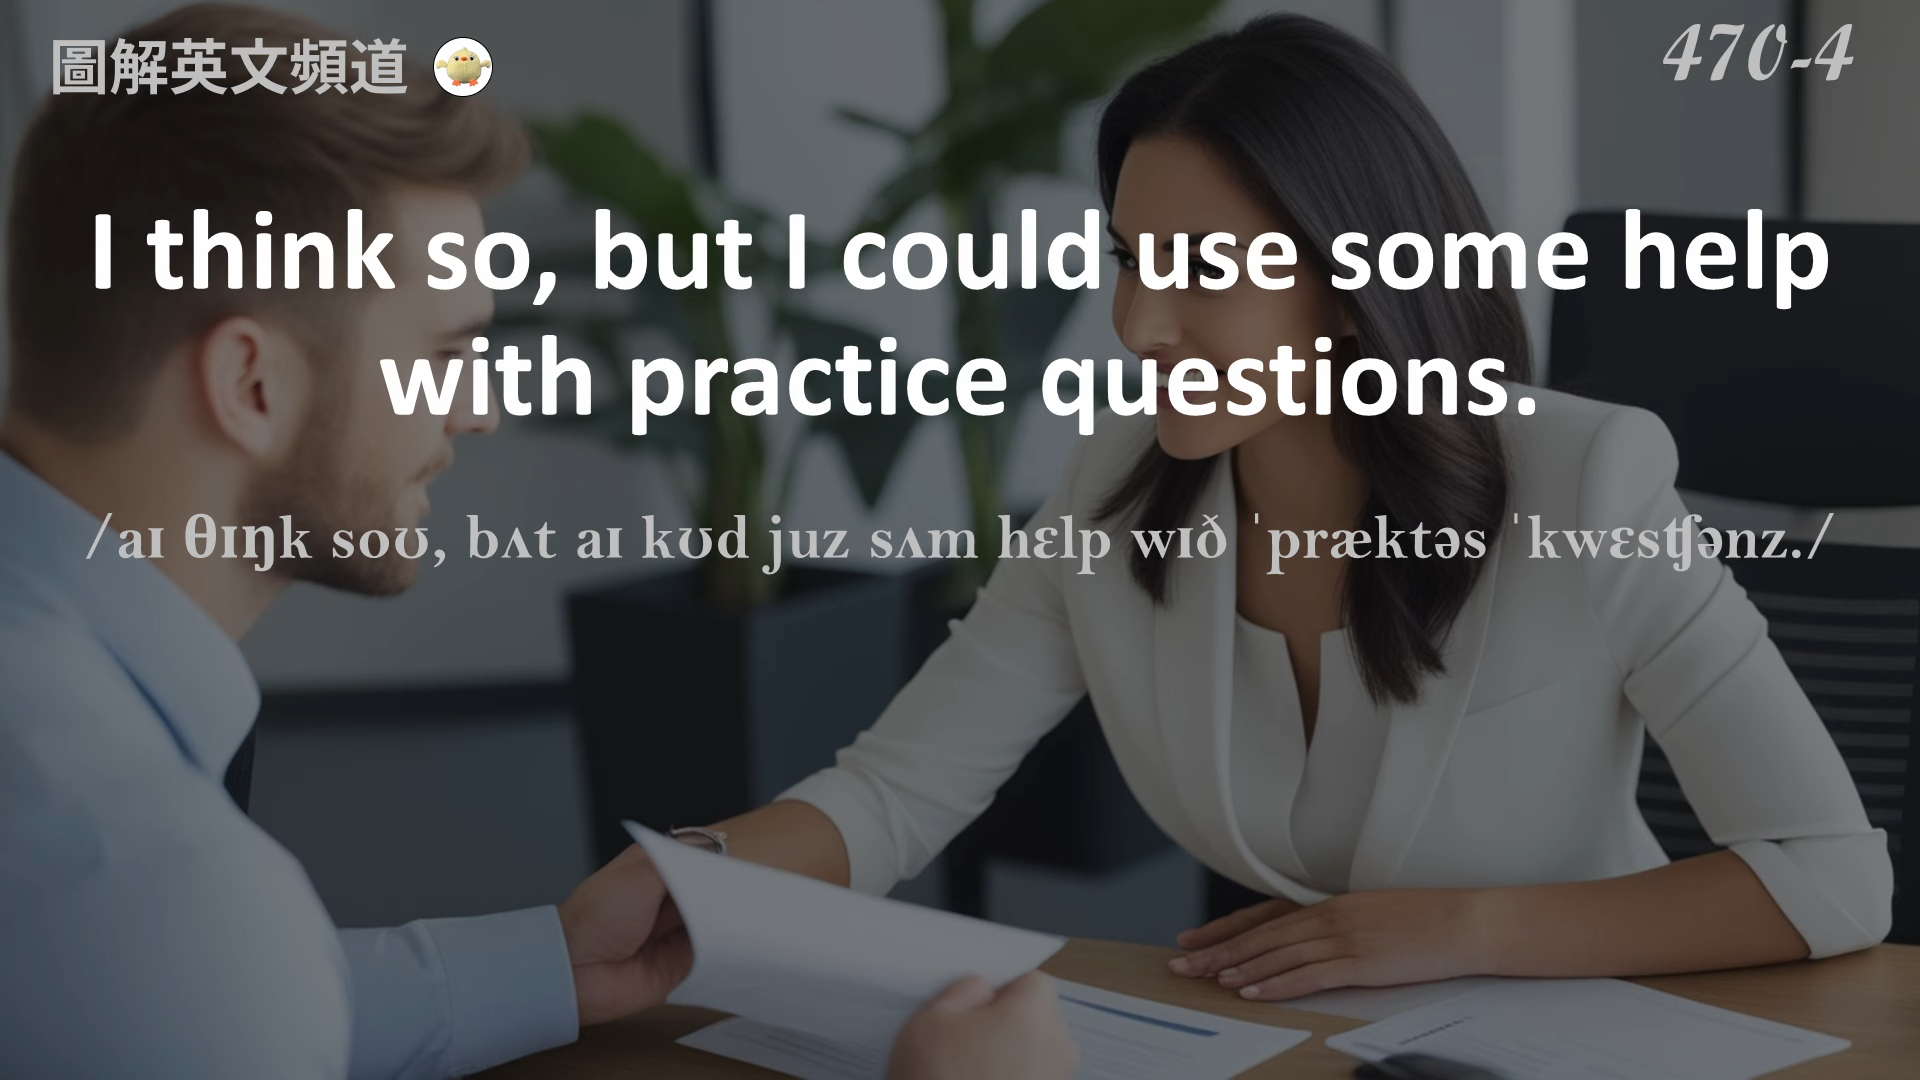 圖解英文頻道
470-4
I think so, but I could use some help
with practice questions.
/aɪ θɪŋk soʊ, bʌt aɪ kʊd juz sʌm hɛlp wɪð ˈpræktəs ˈkwɛsʧənz./